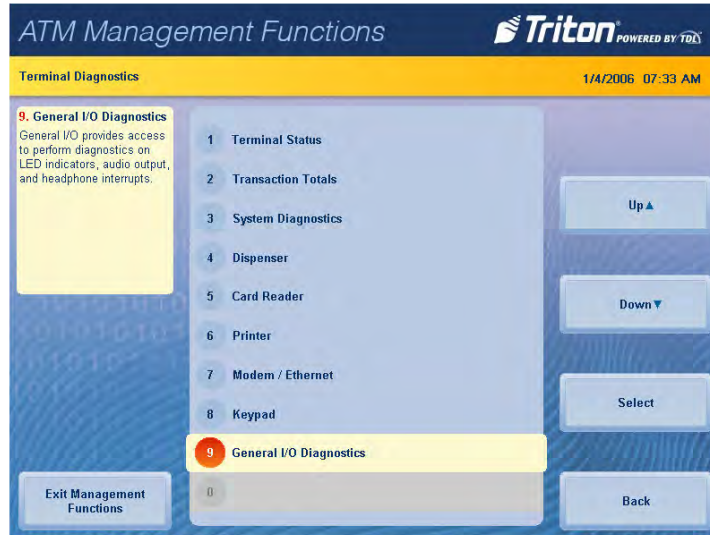 ATM Management Functions
Triton POWERED BY TDL
Terminal Diagnostics
1/4/2006 07:33 AM
9. General I/O Diagnostics
General I/O provides access
to perform diagnostics on
LED indicators, audio output,
and headphone interrupts.
1 Terminal Status
2 Transaction Totals
3 System Diagnostics
4 Dispenser
5 Card Reader
6 Printer
7 Modem / Ethernet
8 Keypad
9 General I/O Diagnostics
0
Up▲
Down▼
Select
Back
Exit Management
Functions